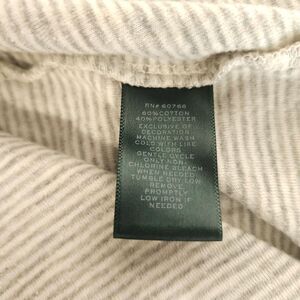 RN# 60766
60%COTTON
40%POLYESTER
EXCLUSIVE OF
DECORATION
MACHINE WASH
COLD WITH LIKE
COLORS
GENTLE CYCLE
ONLY NON-
CHLORINE BLEACH
WHEN NEEDED
TUMBLE DRY LOW
REMOVE
PROMPTLY
LOW IRON IF
NEEDED